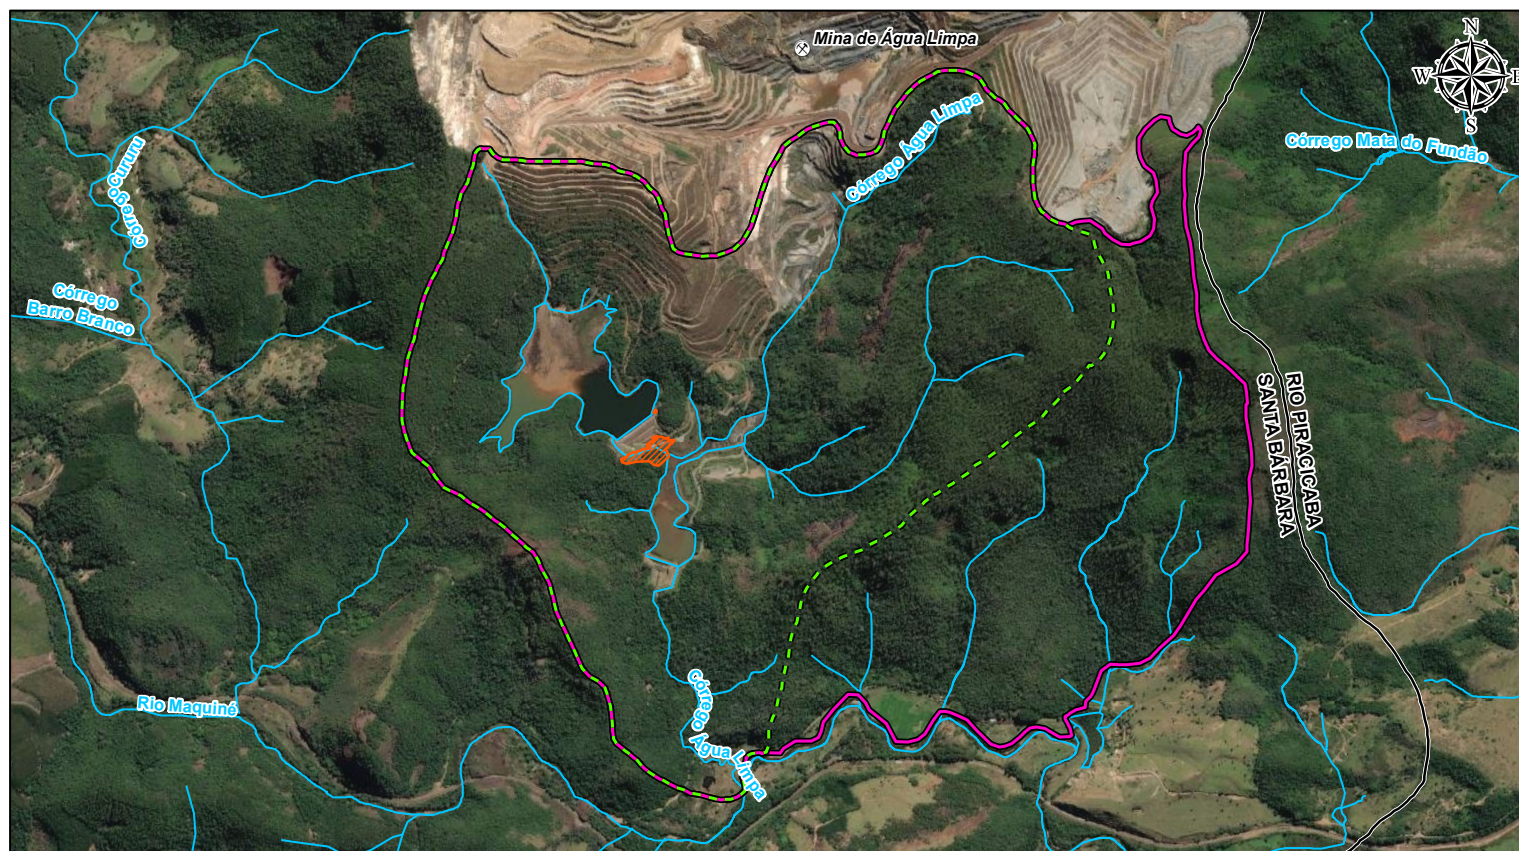 Mina de Água Limpa
N
W
E
S
Córrego Água Limpa
Córrego Mata do Fundão
Córrego Cururu
Córrego
Barro Branco
RIO PIRACICABA
SANTA BÁRBARA
Rio Maquiné
Córrego Água Limpa